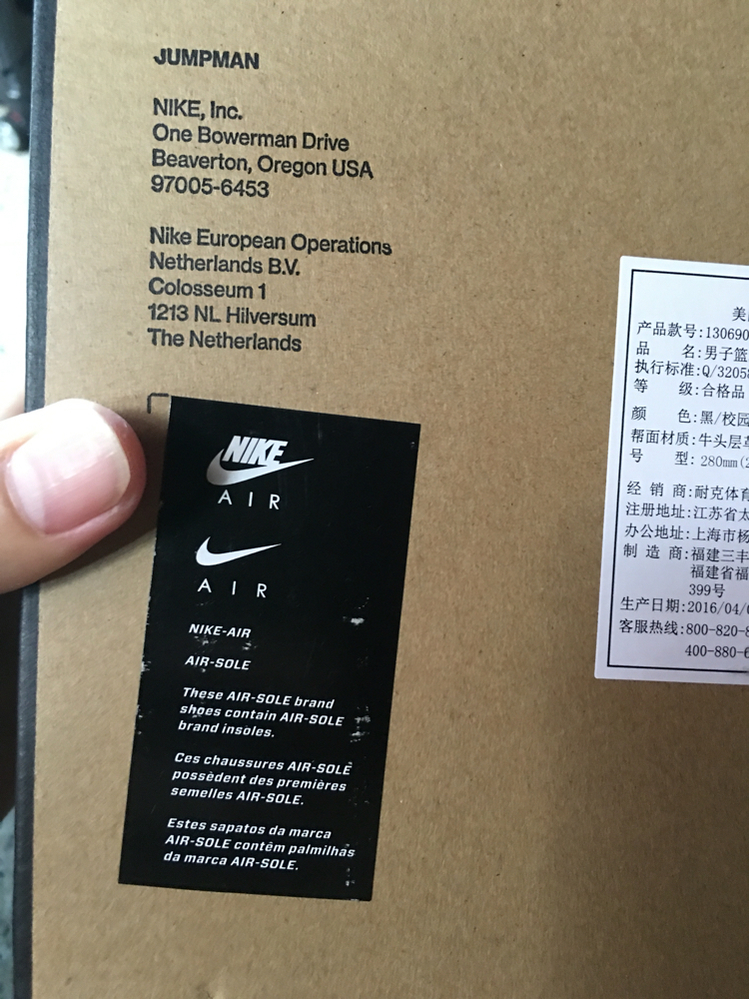 JUMPMAN
NIKE, Inc.
One Bowerman Drive
Beaverton, Oregon USA
97005-6453
Nike European Operations
Netherlands B.V.
Colosseum 1
1213 NL Hilversum
The Netherlands
NIKE
AIR
AIR
NIKE-AIR
AIR-SOLE
These AIR-SOLE brand
shoes contain AIR-SOLE
brand insoles.
Ces chaussures AIR-SOLE
possèdent des premières
semelles AIR-SOLE.
Estes sapatos da marca
AIR-SOLE contêm palmilhas
da marca AIR-SOLE.
美
产品款号:130690
品 名:男子篮
执行标准:Q/32058
等 级:合格品
颜 色:黑/校园
帮面材质:牛头层革
号 型:280mm(2
经 销 商:耐克体育
注册地址:江苏省太
办公地址:上海市杨
制 造 商:福建三丰
福建省福
399号
生产日期:2016/04/0
客服热线:800-820-8
400-880-6